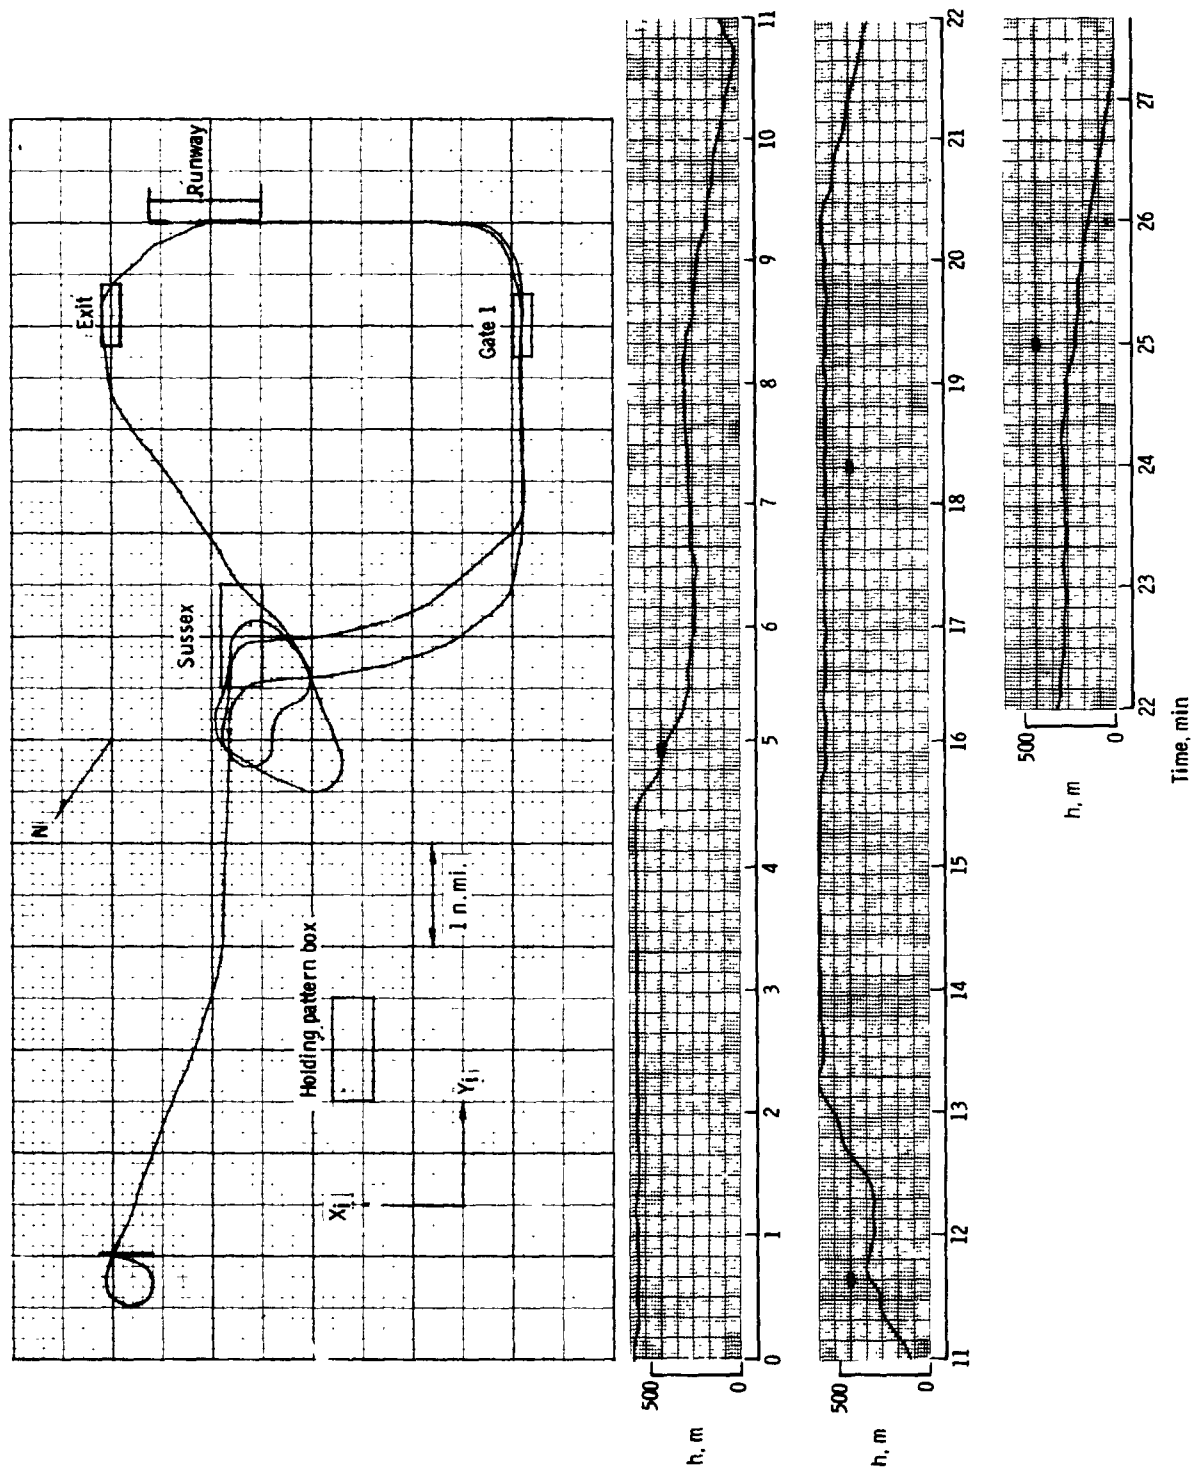 N
Exit
Runway
Sussex
Gate 1
1 n. mi.
Holding pattern box
Xi
Yi
h, m
500
0
0 1 2 3 4 5 6 7 8 9 10 11
h, m
500
0
11 12 13 14 15 16 17 18 19 20 21 22
h, m
500
0
22 23 24 25 26 27
Time, min